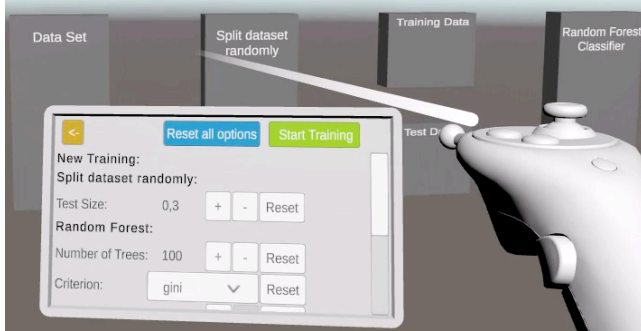 Data Set
Split dataset
randomly
Training Data
Random Forest
Classifier
<-
Reset all options
Start Training
New Training:
Split dataset randomly:
Test Size: 0,3 + - Reset
Random Forest:
Number of Trees: 100 + - Reset
Criterion: gini Reset
Test